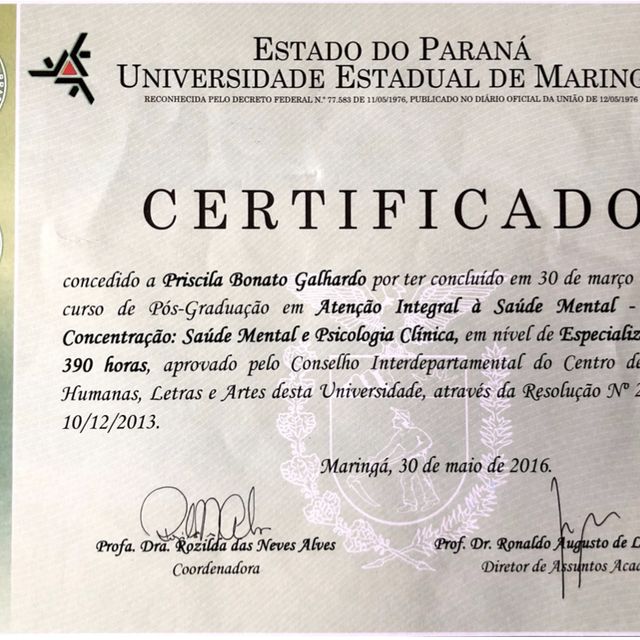 ESTADO DO PARANÁ
UNIVERSIDADE ESTADUAL DE MARING
RECONHECIDA PELO DECRETO FEDERAL N.º 77.583 DE 11/05/1976, PUBLICADO NO DIÁRIO OFICIAL DA UNIÃO DE 12/05/1976
CERTIFICADO
concedido a Priscila Bonato Galhardo por ter concluído em 30 de março
curso de Pós-Graduação em Atenção Integral à Saúde Mental -
Concentração: Saúde Mental e Psicologia Clínica, em nível de Especializ
390 horas, aprovado pelo Conselho Interdepartamental do Centro de
Humanas, Letras e Artes desta Universidade, através da Resolução Nº 2
10/12/2013.
Maringá, 30 de maio de 2016.
Profa. Dra. Rozilda das Neves Alves
Coordenadora
Prof. Dr. Ronaldo Augusto de L
Diretor de Assuntos Acad